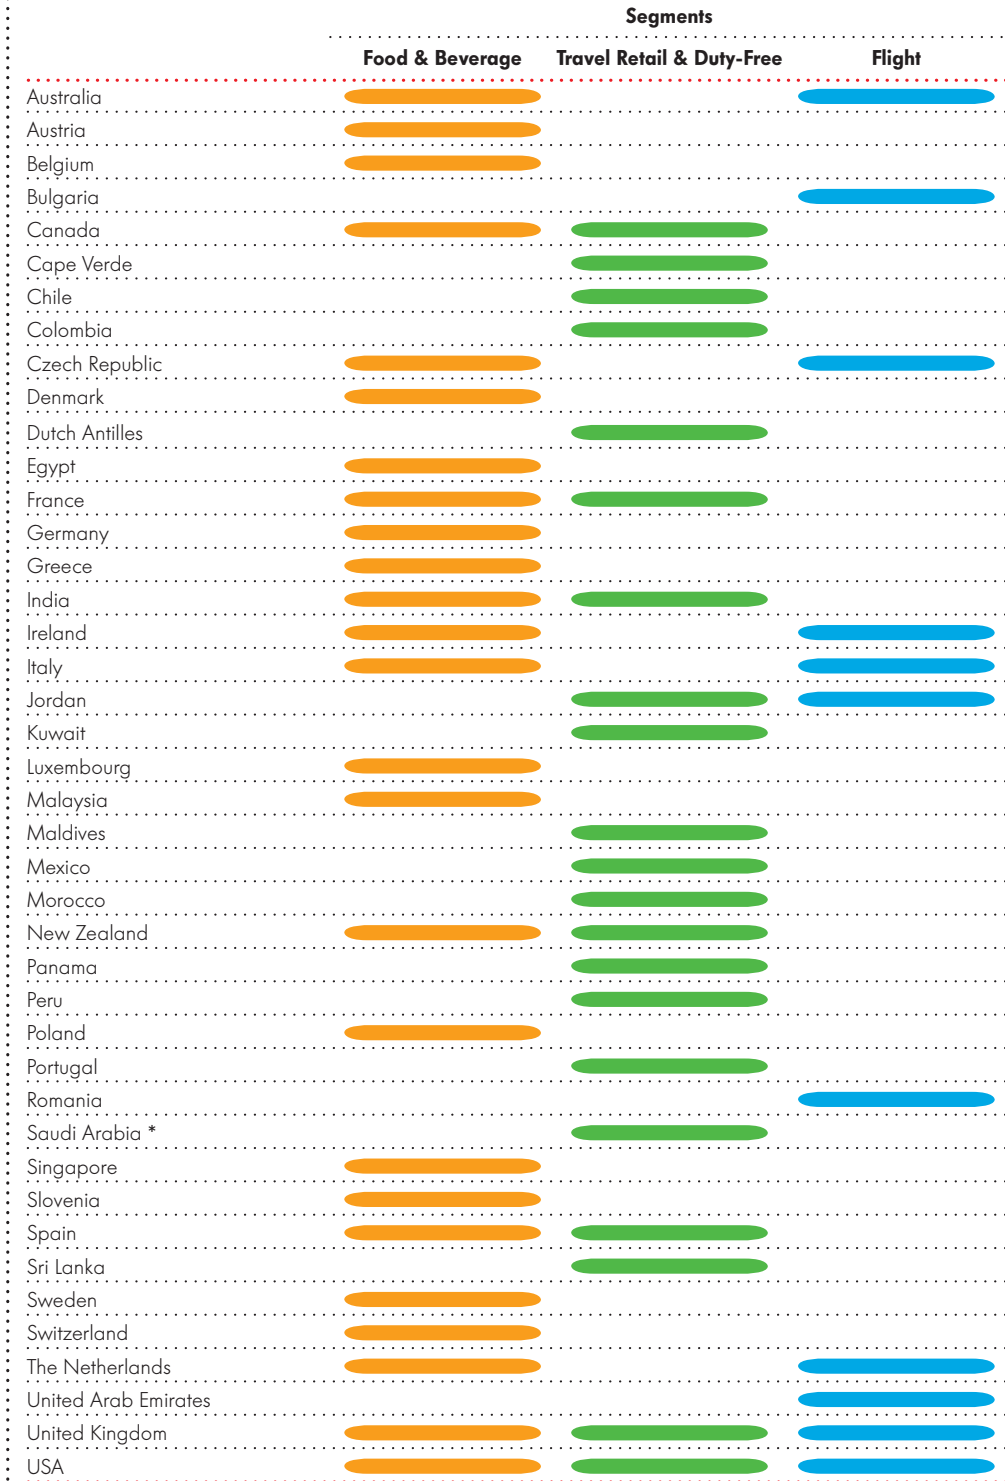 Segments
Food & Beverage Travel Retail & Duty-Free Flight
Australia
Austria
Belgium
Bulgaria
Canada
Cape Verde
Chile
Colombia
Czech Republic
Denmark
Dutch Antilles
Egypt
France
Germany
Greece
India
Ireland
Italy
Jordan
Kuwait
Luxembourg
Malaysia
Maldives
Mexico
Morocco
New Zealand
Panama
Peru
Poland
Portugal
Romania
Saudi Arabia *
Singapore
Slovenia
Spain
Sri Lanka
Sweden
Switzerland
The Netherlands
United Arab Emirates
United Kingdom
USA